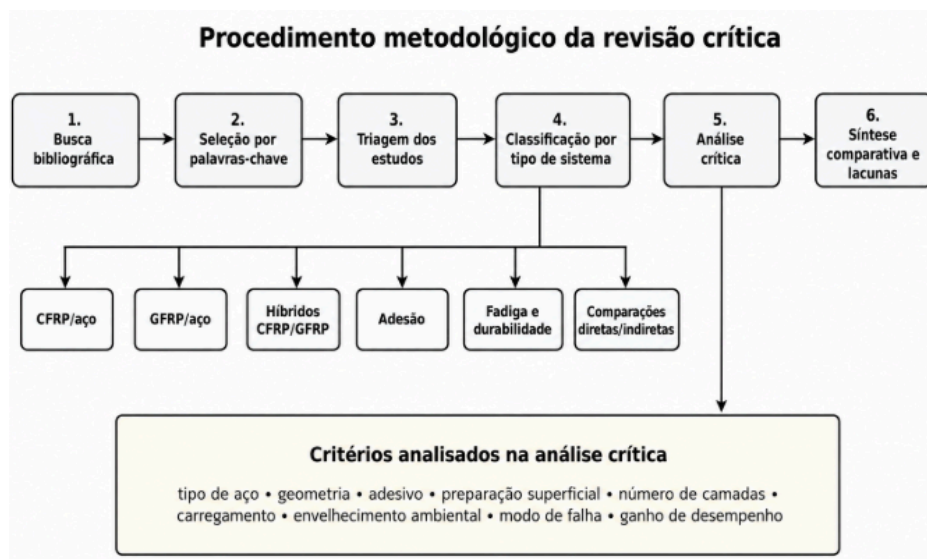 Procedimento metodológico da revisão crítica
1.
Busca
bibliográfica
2.
Seleção por
palavras-chave
3.
Triagem dos
estudos
4.
Classificação por
tipo de sistema
5.
Análise
crítica
6.
Síntese
comparativa e
lacunas
CFRP/aço
GFRP/aço
Híbridos
CFRP/GFRP
Adesão
Fadiga e
durabilidade
Comparações
diretas/indiretas
Critérios analisados na análise crítica
tipo de aço • geometria • adesivo • preparação superficial • número de camadas •
carregamento • envelhecimento ambiental • modo de falha • ganho de desempenho